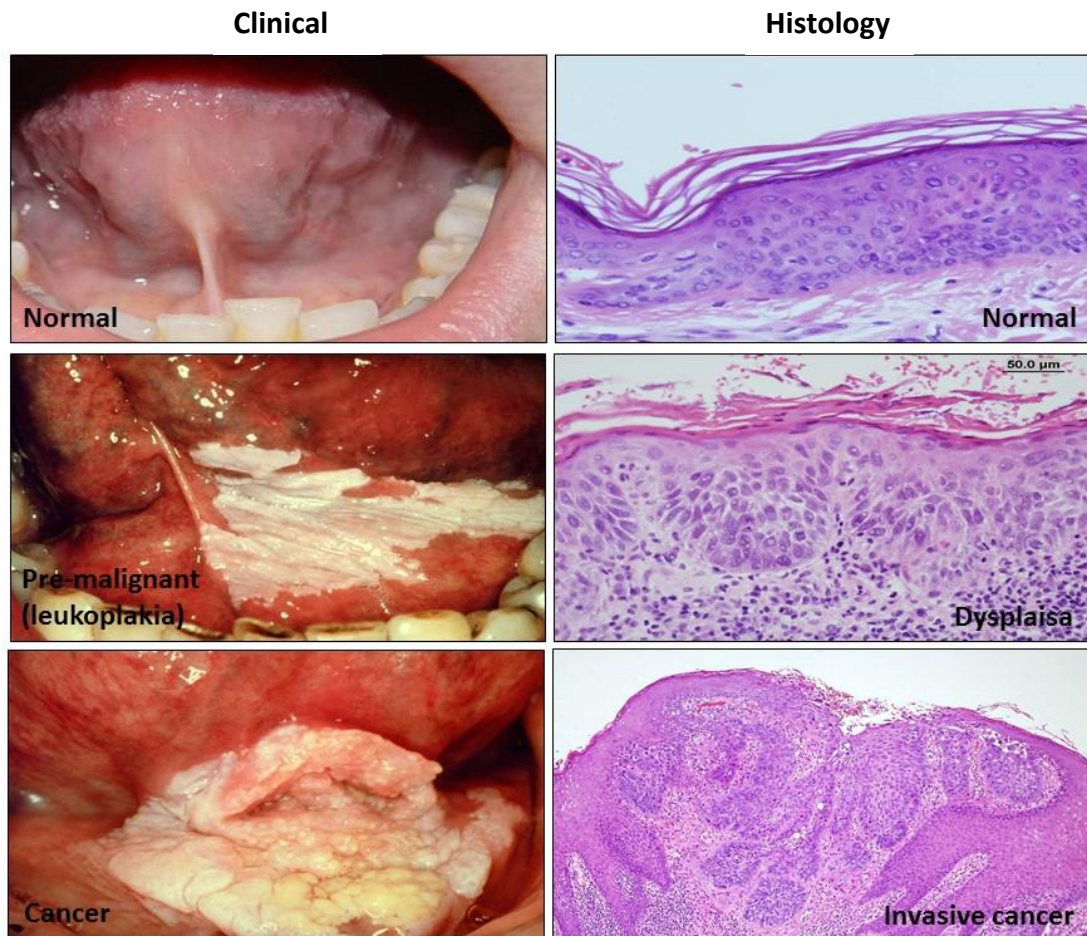 Clinical
Histology
Normal
Normal
50.0 µm
Pre-malignant
(leukoplakia)
Dysplaisa
Cancer
Invasive cancer